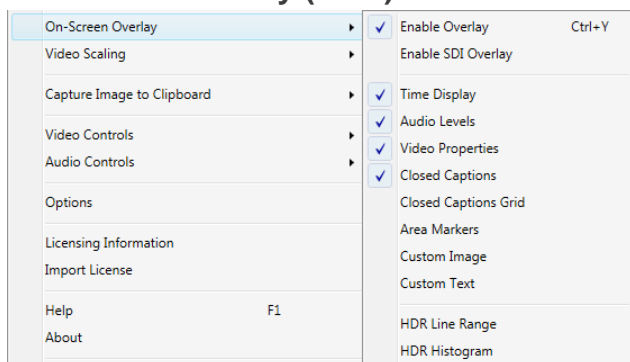 On-Screen Overlay
Video Scaling
Capture Image to Clipboard
Video Controls
Audio Controls
Options
Licensing Information
Import License
Help F1
About
Enable Overlay Ctrl+Y
Enable SDI Overlay
Time Display
Audio Levels
Video Properties
Closed Captions
Closed Captions Grid
Area Markers
Custom Image
Custom Text
HDR Line Range
HDR Histogram